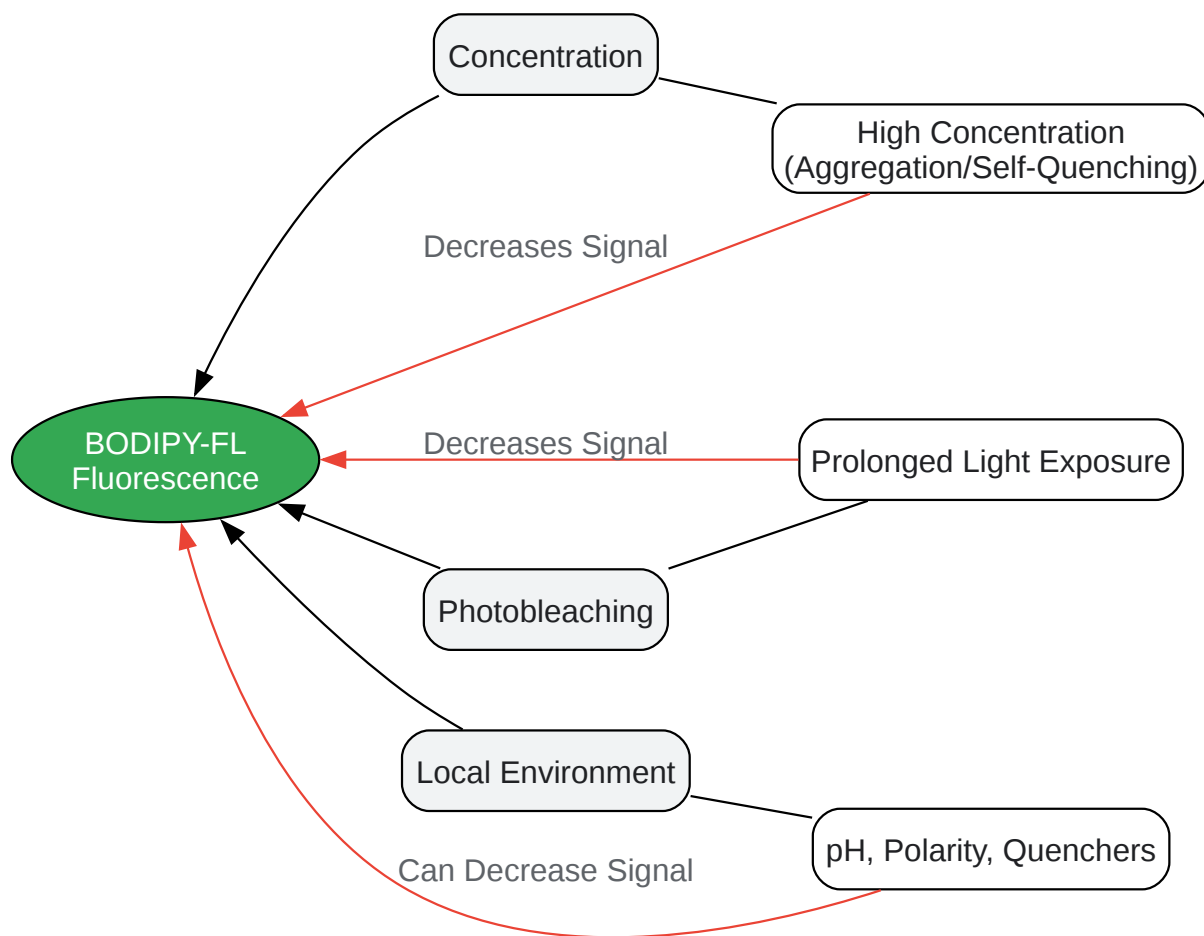 Concentration
High Concentration
(Aggregation/Self-Quenching)
Decreases Signal
BODIPY-FL
Fluorescence
Decreases Signal
Prolonged Light Exposure
Photobleaching
Local Environment
pH, Polarity, Quenchers
Can Decrease Signal